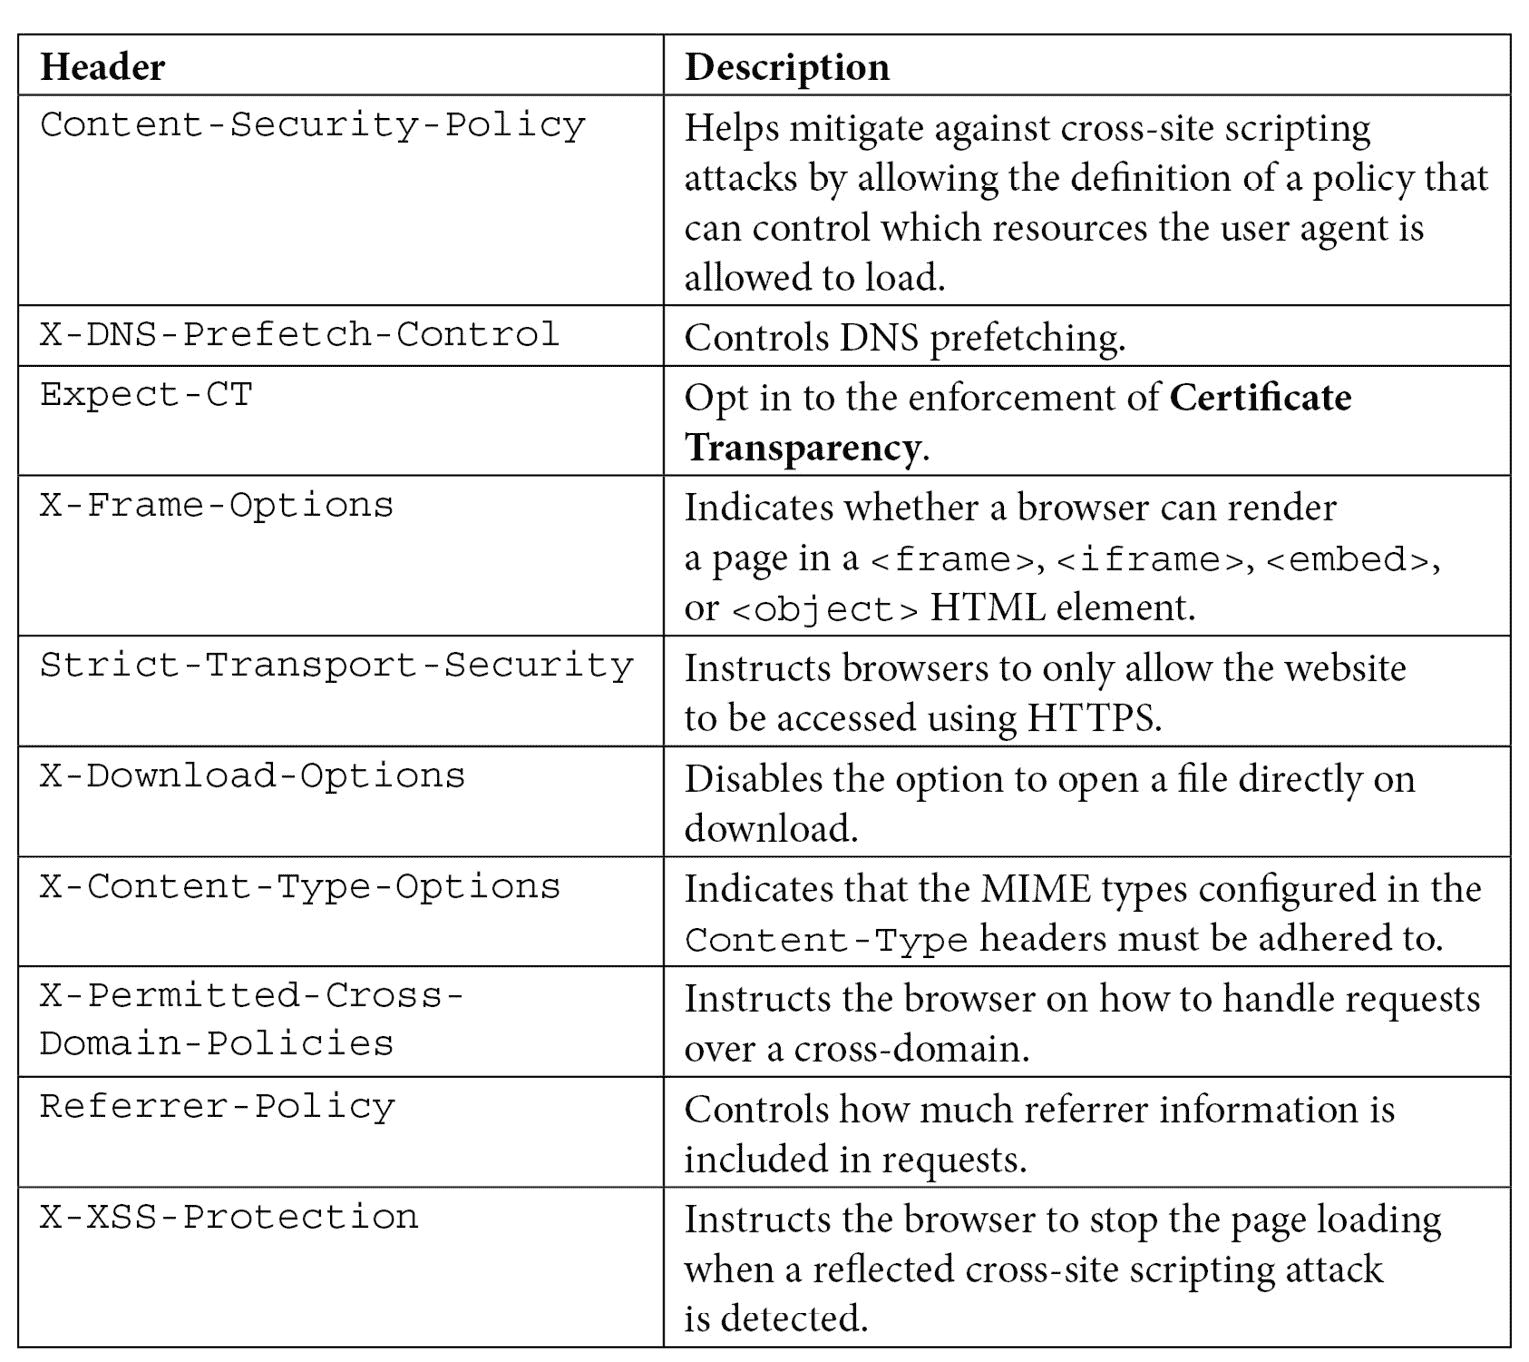 Header
Description
Content-Security-Policy
Helps mitigate against cross-site scripting
attacks by allowing the definition of a policy that
can control which resources the user agent is
allowed to load.
X-DNS-Prefetch-Control
Controls DNS prefetching.
Expect-CT
Opt in to the enforcement of Certificate
Transparency.
X-Frame-Options
Indicates whether a browser can render
a page in a <frame>, <iframe>, <embed>,
or <object> HTML element.
Strict-Transport-Security
Instructs browsers to only allow the website
to be accessed using HTTPS.
X-Download-Options
Disables the option to open a file directly on
download.
X-Content-Type-Options
Indicates that the MIME types configured in the
Content-Type headers must be adhered to.
X-Permitted-Cross-
Domain-Policies
Instructs the browser on how to handle requests
over a cross-domain.
Referrer-Policy
Controls how much referrer information is
included in requests.
X-XSS-Protection
Instructs the browser to stop the page loading
when a reflected cross-site scripting attack
is detected.